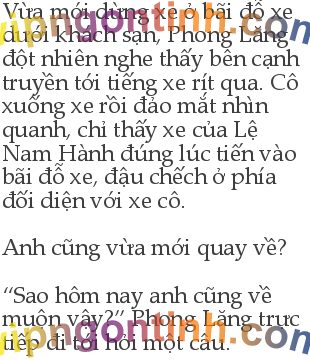 Vừa mới dừng xe ở bãi đỗ xe
dưới khách sạn, Phong Lăng
đột nhiên nghe thấy bên cạnh
truyền tới tiếng xe rít qua. Cô
xuống xe rồi đảo mắt nhìn
quanh, chỉ thấy xe của Lệ
Nam Hành đúng lúc tiến vào
bãi đỗ xe, đậu chếch ở phía
đối diện với xe cô.
Anh cũng vừa mới quay về?
“Sao hôm nay anh cũng về
muộn vậy?” Phong Lăng trực
tiếp đi tới hỏi một câu.
vipngontinh.com
vipngontinh.com